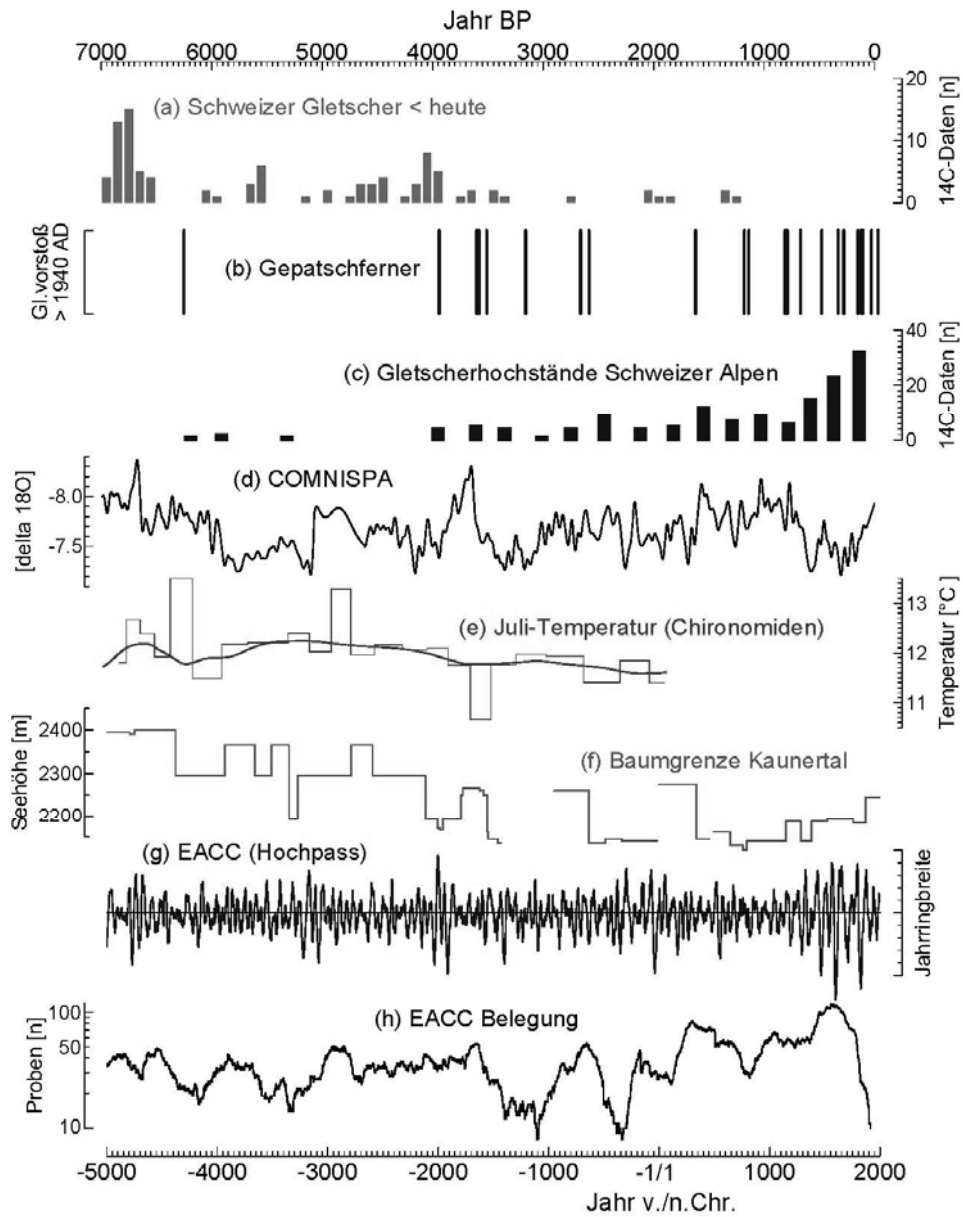 Jahr BP
7000 6000 5000 4000 3000 2000 1000 0
(a) Schweizer Gletscher < heute
20
10
0
14C-Daten [n]
Gl.vorstoß
> 1940 AD
(b) Gepatschferner
(c) Gletscherhochstände Schweizer Alpen
40
20
0
14C-Daten [n]
(d) COMNISPA
[delta 18O]
-8.0
-7.5
(e) Juli-Temperatur (Chironomiden)
13
12
11
Temperatur [°C]
Seehöhe [m]
2400
2300
2200
(f) Baumgrenze Kaunertal
(g) EACC (Hochpass)
Jahrringbreite
(h) EACC Belegung
Proben [n]
100
50
10
-5000 -4000 -3000 -2000 -1000 -1/1 1000 2000
Jahr v./n.Chr.